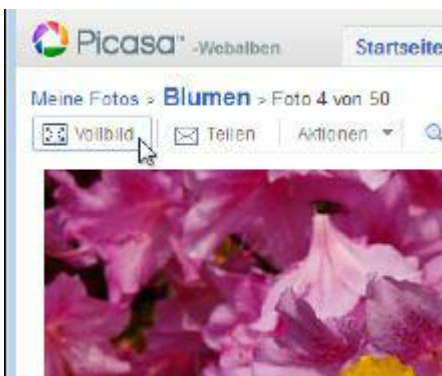 Picasa™ -Webalben Startseite
Meine Fotos > Blumen > Foto 4 von 50
Vollbild Teilen Aktionen